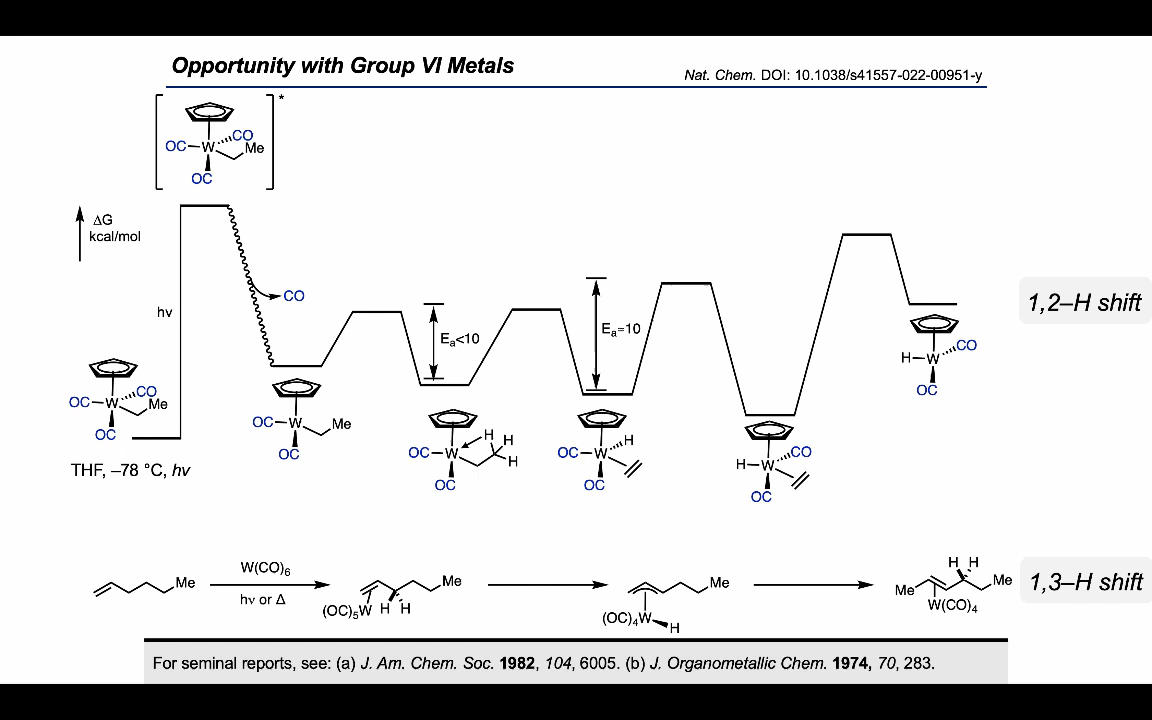 Opportunity with Group VI Metals
Nat. Chem. DOI: 10.1038/s41557-022-00951-y
*
OC–W
CO
Me
OC
ΔG
kcal/mol
hν
CO
Ea<10
Ea=10
1,2–H shift
OC–W
CO
Me
OC
THF, –78 °C, hν
OC–W
Me
OC
OC–W
H
H
H
OC
OC–W
H
OC
H–W
CO
OC
H–W
CO
OC
Me
W(CO)6
hν or Δ
Me
(OC)5W
H H
Me
(OC)4W
H
H H
Me
Me
W(CO)4
1,3–H shift
For seminal reports, see: (a) J. Am. Chem. Soc. 1982, 104, 6005. (b) J. Organometallic Chem. 1974, 70, 283.